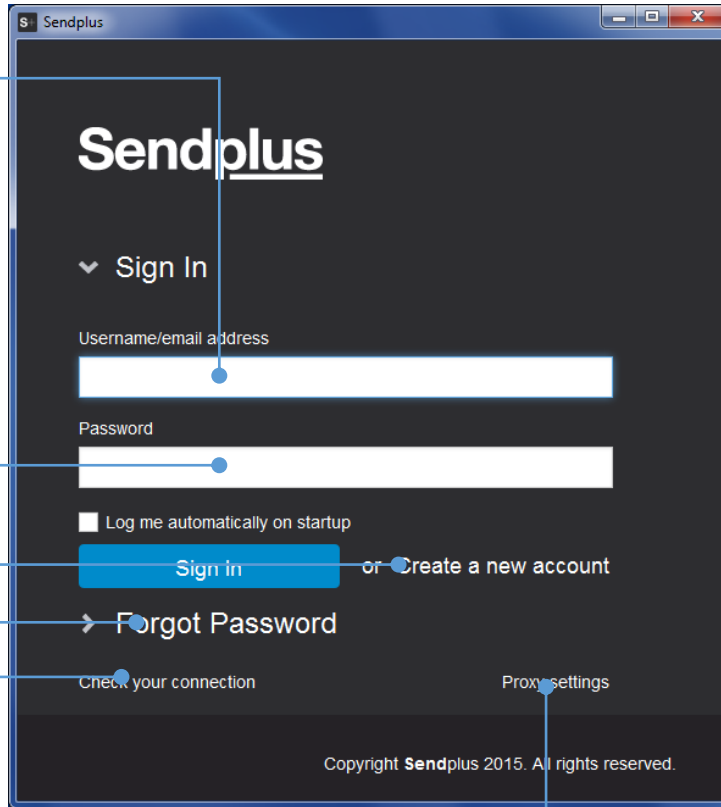 S+ Sendplus
Sendplus
Sign In
Username/email address
Password
Log me automatically on startup
Sign In or Create a new account
Forgot Password
Check your connection Proxy settings
Copyright Sendplus 2015. All rights reserved.